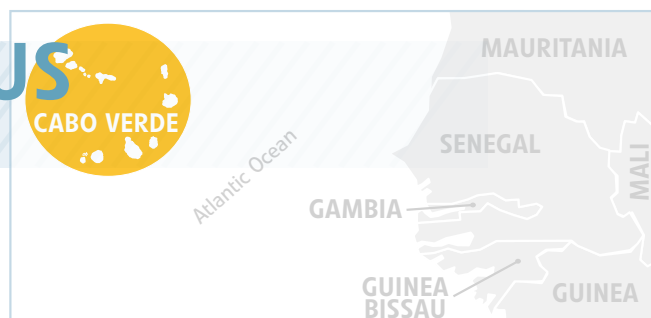 US
CABO VERDE
MAURITANIA
Atlantic Ocean
SENEGAL
MALI
GAMBIA
GUINEA
BISSAU
GUINEA